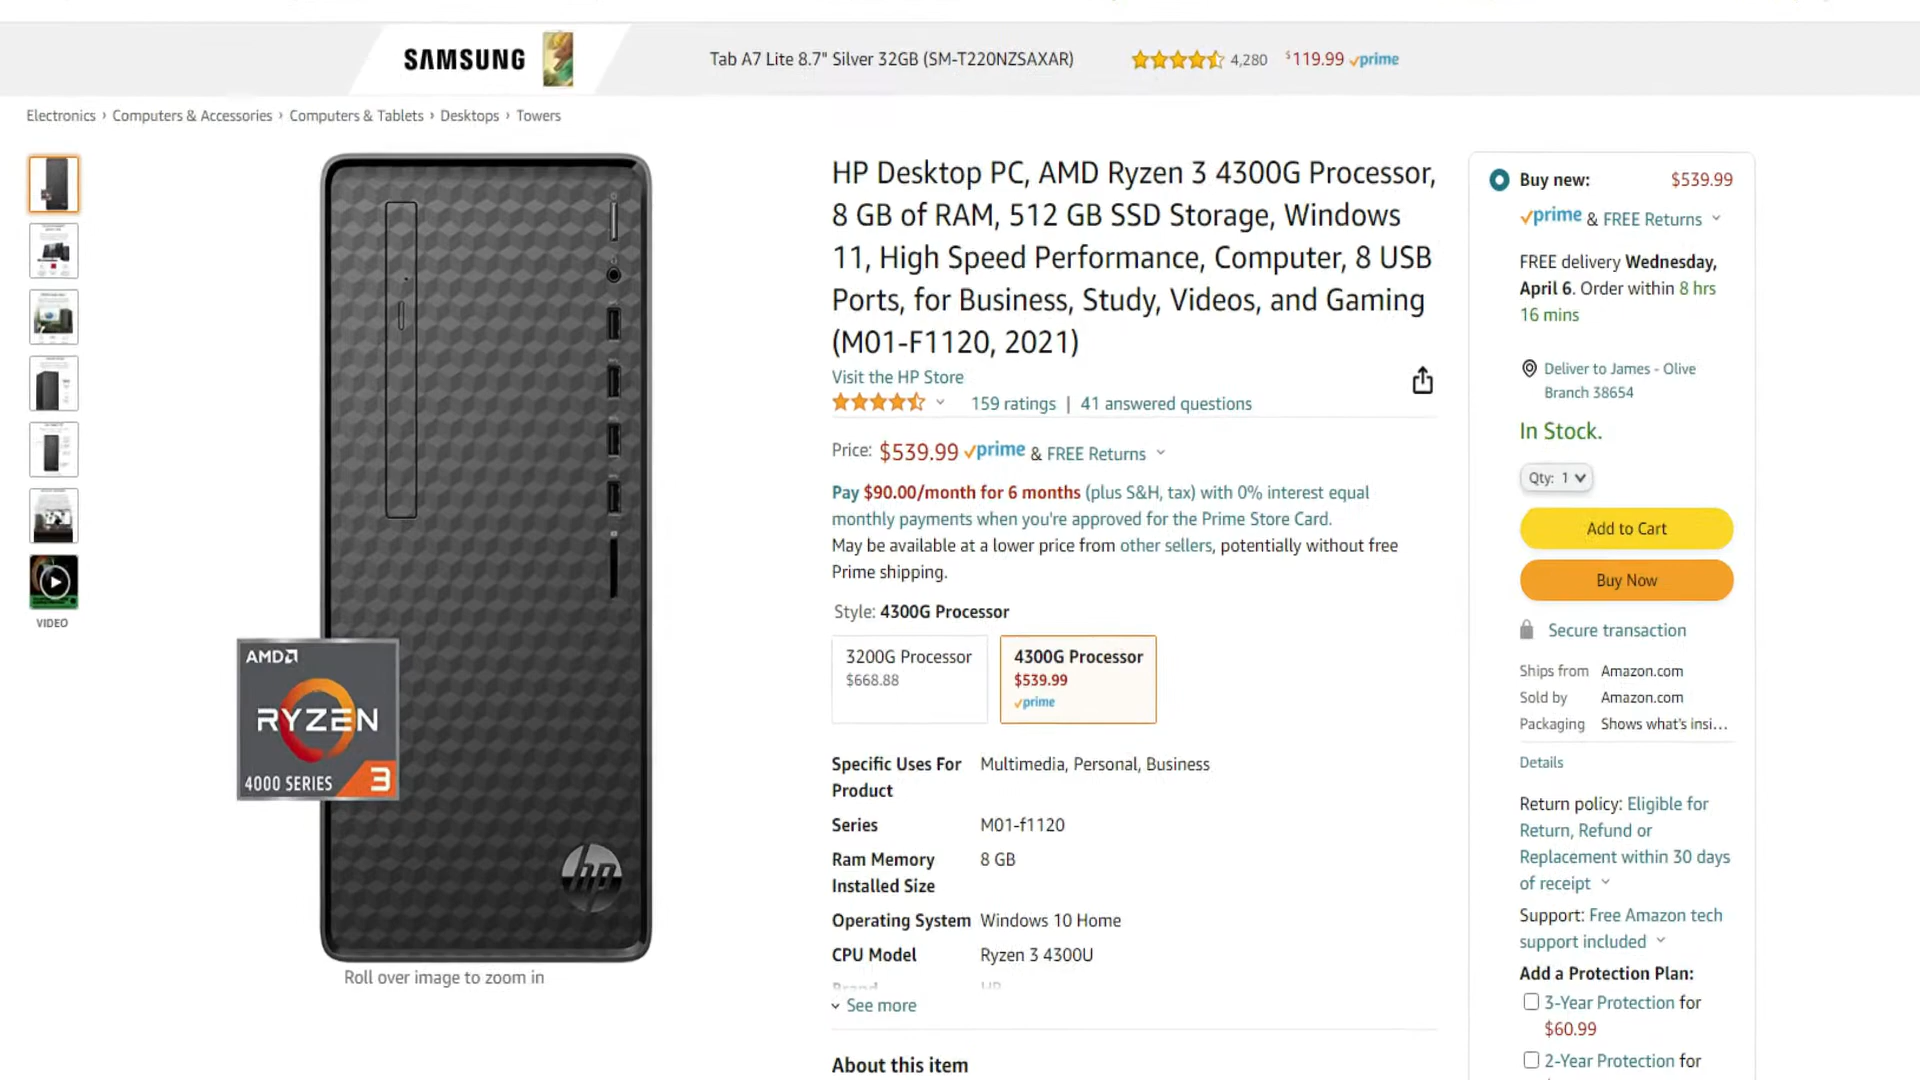 SAMSUNG
Tab A7 Lite 8.7" Silver 32GB (SM-T220NZSAXAR)
4,280
$119.99 prime
Electronics › Computers & Accessories › Computers & Tablets › Desktops › Towers
VIDEO
AMD
RYZEN
4000 SERIES 3
hp
Roll over image to zoom in
HP Desktop PC, AMD Ryzen 3 4300G Processor,
8 GB of RAM, 512 GB SSD Storage, Windows
11, High Speed Performance, Computer, 8 USB
Ports, for Business, Study, Videos, and Gaming
(M01-F1120, 2021)
Visit the HP Store
159 ratings | 41 answered questions
Price: $539.99 prime & FREE Returns
Pay $90.00/month for 6 months (plus S&H, tax) with 0% interest equal
monthly payments when you're approved for the Prime Store Card.
May be available at a lower price from other sellers, potentially without free
Prime shipping.
Style: 4300G Processor
3200G Processor
$668.88
4300G Processor
$539.99
prime
Specific Uses For Product Multimedia, Personal, Business
Series M01-f1120
Ram Memory Installed Size 8 GB
Operating System Windows 10 Home
CPU Model Ryzen 3 4300U
Brand HP
See more
About this item
Buy new: $539.99
prime & FREE Returns
FREE delivery Wednesday,
April 6. Order within 8 hrs
16 mins
Deliver to James - Olive
Branch 38654
In Stock.
Qty: 1
Add to Cart
Buy Now
Secure transaction
Ships from Amazon.com
Sold by Amazon.com
Packaging Shows what's insi...
Details
Return policy: Eligible for
Return, Refund or
Replacement within 30 days
of receipt
Support: Free Amazon tech
support included
Add a Protection Plan:
3-Year Protection for
$60.99
2-Year Protection for